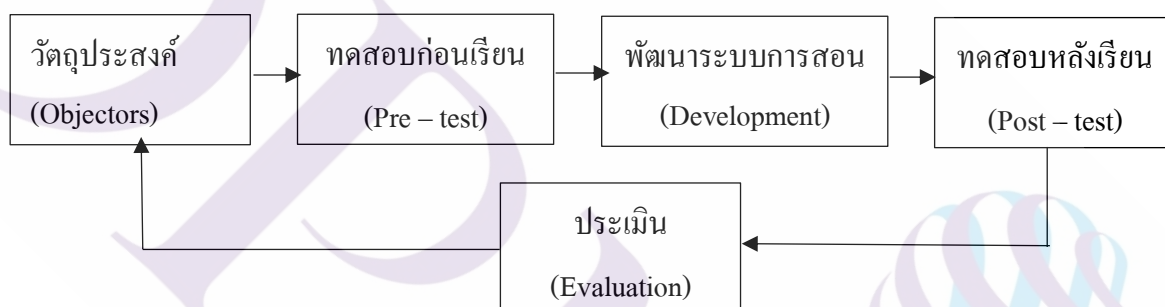 วัตถุประสงค์
(Objectors)
ทดสอบก่อนเรียน
(Pre – test)
พัฒนาระบบการสอน
(Development)
ทดสอบหลังเรียน
(Post – test)
ประเมิน
(Evaluation)